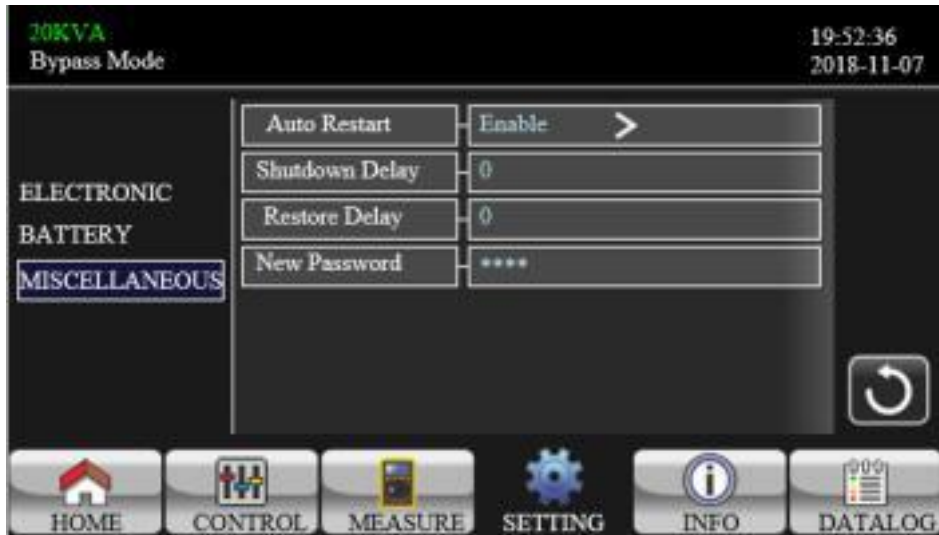 20KVA
Bypass Mode
19:52:36
2018-11-07
ELECTRONIC
BATTERY
MISCELLANEOUS
Auto Restart Enable >
Shutdown Delay 0
Restore Delay 0
New Password ****
HOME CONTROL MEASURE SETTING INFO DATALOG